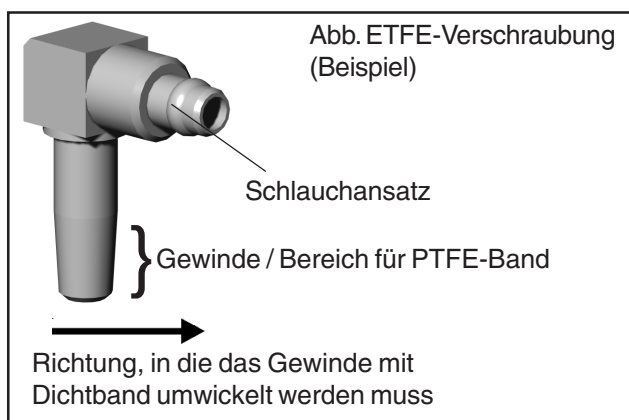 Abb. ETFE-Verschraubung
(Beispiel)
Schlauchansatz
Gewinde / Bereich für PTFE-Band
Richtung, in die das Gewinde mit
Dichtband umwickelt werden muss